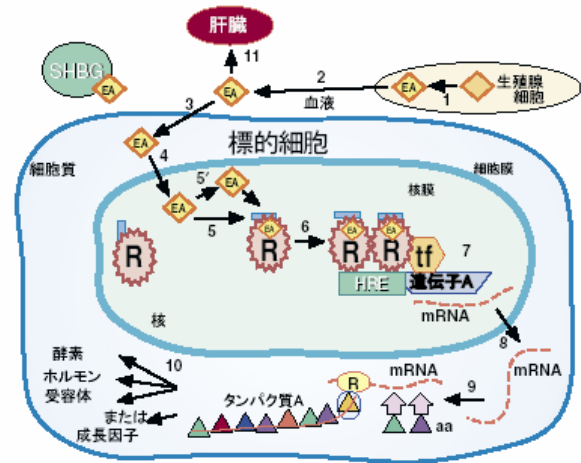 肝臓
11
SHBG
EA
EA
2
血液
EA
1
生殖腺
細胞
3
EA
4
標的細胞
細胞質
細胞膜
EA
5′
EA
5
核膜
R
EA
R
6
EA
R
EA
R
tf
7
HRE
遺伝子A
mRNA
核
8
酵素
ホルモン
受容体
または
成長因子
10
タンパク質A
R
mRNA
aa
9
mRNA